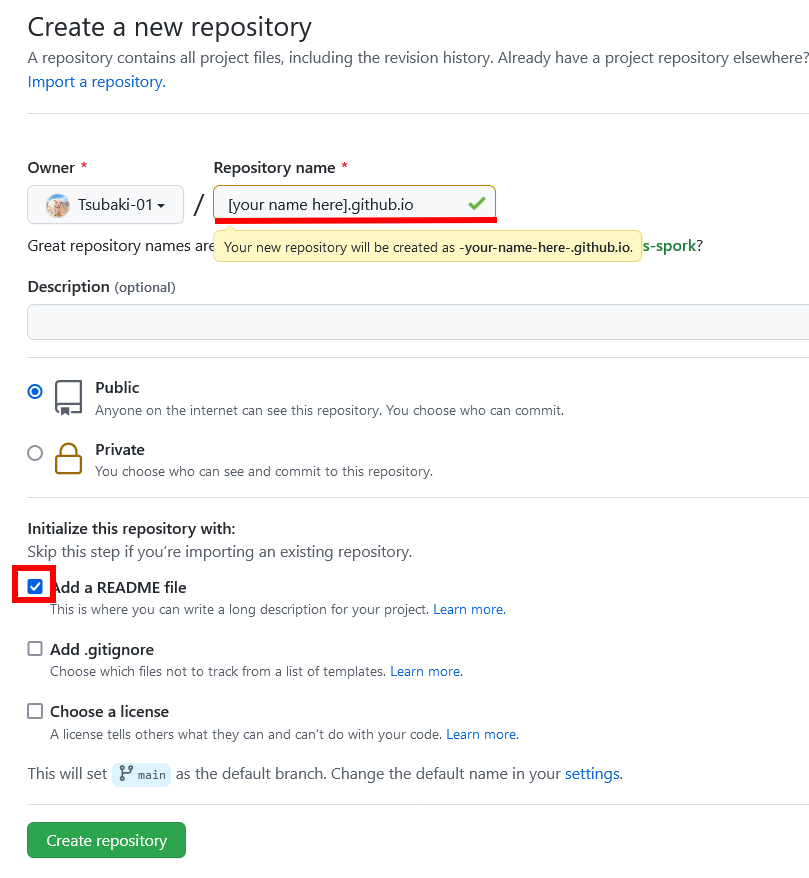 Create a new repository
A repository contains all project files, including the revision history. Already have a project repository elsewhere?
Import a repository.
Owner *
Repository name *
Tsubaki-01
/
[your name here].github.io
Great repository names are
Your new repository will be created as -your-name-here-.github.io.
s-spork?
Description (optional)
Public
Anyone on the internet can see this repository. You choose who can commit.
Private
You choose who can see and commit to this repository.
Initialize this repository with:
Skip this step if you're importing an existing repository.
Add a README file
This is where you can write a long description for your project. Learn more.
Add .gitignore
Choose which files not to track from a list of templates. Learn more.
Choose a license
A license tells others what they can and can't do with your code. Learn more.
This will set main as the default branch. Change the default name in your settings.
Create repository